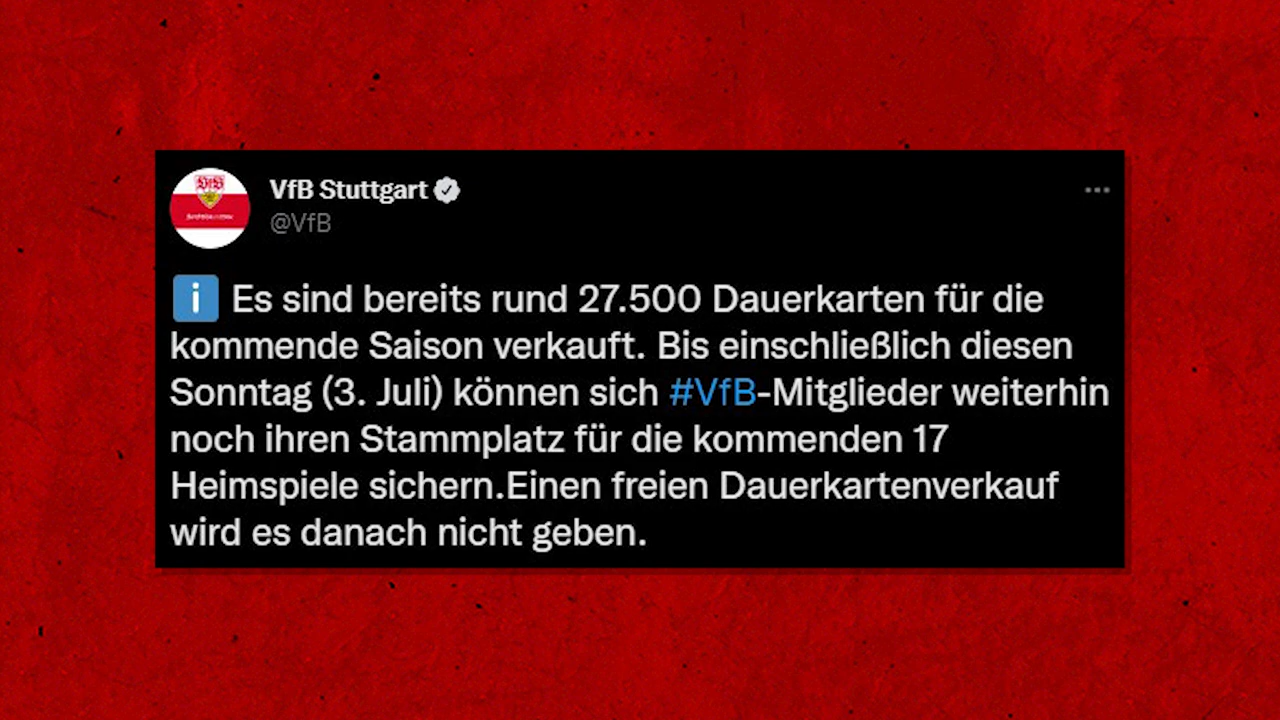 VfB Stuttgart
@VfB
Es sind bereits rund 27.500 Dauerkarten für die
kommende Saison verkauft. Bis einschließlich diesen
Sonntag (3. Juli) können sich #VfB-Mitglieder weiterhin
noch ihren Stammplatz für die kommenden 17
Heimspiele sichern.Einen freien Dauerkartenverkauf
wird es danach nicht geben.